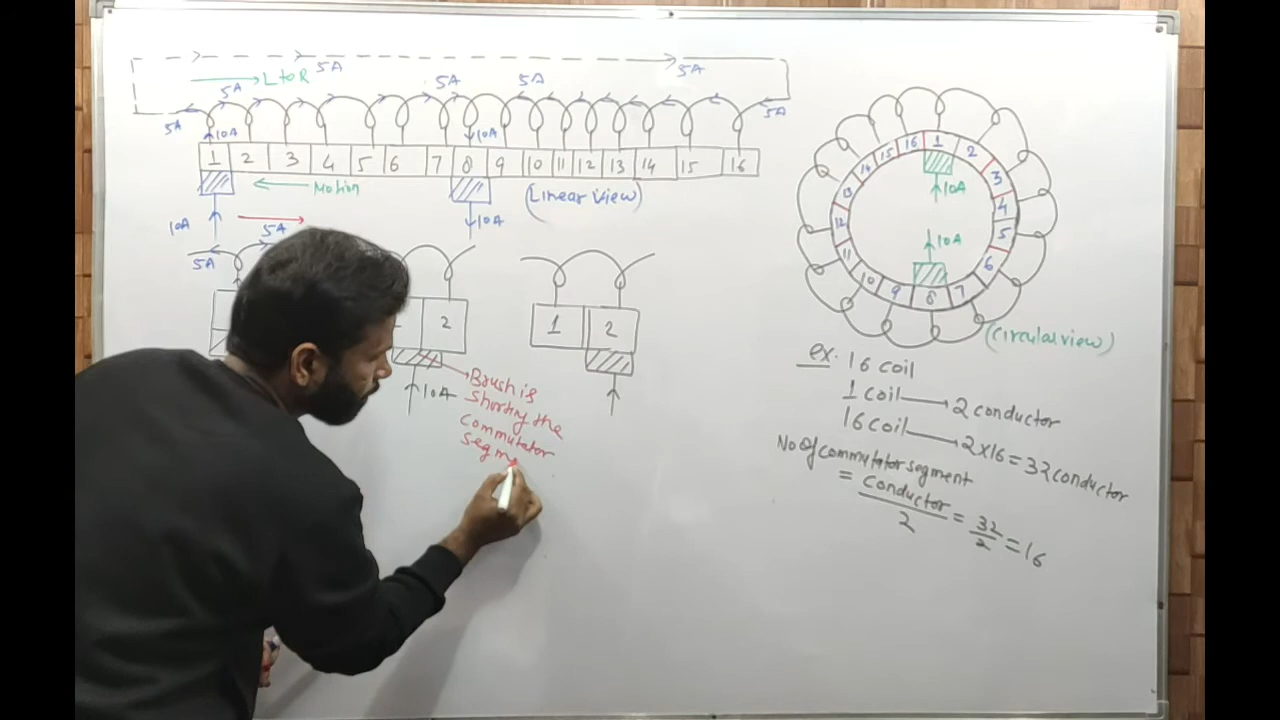 5A
5A L to R
5A
5A
5A
5A
5A
5A
10A
10A
1 2 3 4 5 6 7 8 9 10 11 12 13 14 15 16
Motion
(Linear view)
10A
10A
5A
5A
2
1 2
10A
Brush is
Shorting the
Commutator
Segm
1 2 3 4 5 6 7 8 9 10 11 12 13 14 15 16
10A
10A
(Circular view)
ex. 16 coil
1 coil 2 conductor
16 coil 2x16 = 32 conductor
No of commutator segment
= Conductor/2 = 32/2 = 16